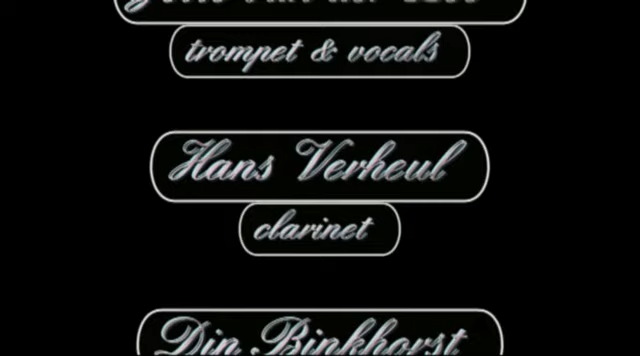 trompet & vocals
Hans Verheul
clarinet
Din Binkhorst